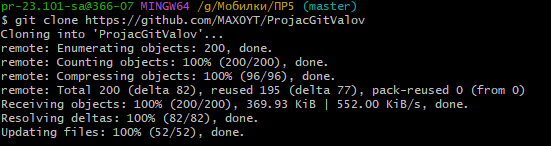 pr-23.101-sa@366-07 MINGW64 /g/Мобилки/ПР5 (master)
$ git clone https://github.com/MAXOYT/ProjacGitValov
Cloning into 'ProjacGitValov'...
remote: Enumerating objects: 200, done.
remote: Counting objects: 100% (200/200), done.
remote: Compressing objects: 100% (96/96), done.
remote: Total 200 (delta 82), reused 195 (delta 77), pack-reused 0 (from 0)
Receiving objects: 100% (200/200), 369.93 KiB | 552.00 KiB/s, done.
Resolving deltas: 100% (82/82), done.
Updating files: 100% (52/52), done.